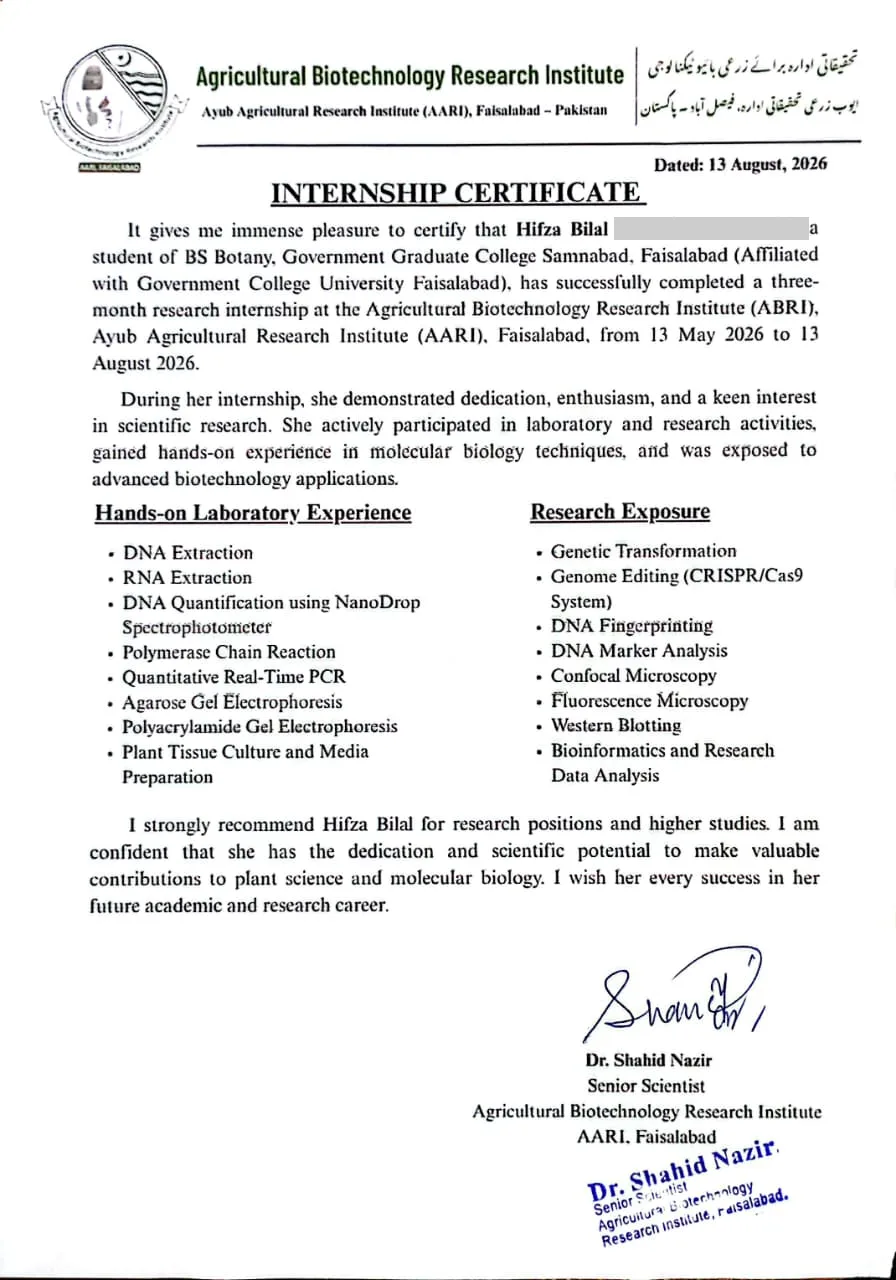 Agricultural Biotechnology Research Institute
Ayub Agricultural Research Institute (AARI), Faisalabad – Pakistan
تحقیقاتی ادارہ برائے زرعی بائیو ٹیکنالوجی
ایوب زرعی تحقیقاتی ادارہ، فیصل آباد ۔ پاکستان
Agricultural Biotechnology Research Institute
AARI, FAISALABAD
Dated: 13 August, 2026
INTERNSHIP CERTIFICATE
It gives me immense pleasure to certify that Hifza Bilal a
student of BS Botany, Government Graduate College Samnabad, Faisalabad (Affiliated
with Government College University Faisalabad), has successfully completed a three-
month research internship at the Agricultural Biotechnology Research Institute (ABRI),
Ayub Agricultural Research Institute (AARI), Faisalabad, from 13 May 2026 to 13
August 2026.
During her internship, she demonstrated dedication, enthusiasm, and a keen interest
in scientific research. She actively participated in laboratory and research activities,
gained hands-on experience in molecular biology techniques, and was exposed to
advanced biotechnology applications.
Hands-on Laboratory Experience
• DNA Extraction
• RNA Extraction
• DNA Quantification using NanoDrop
Spectrophotometer
• Polymerase Chain Reaction
• Quantitative Real-Time PCR
• Agarose Gel Electrophoresis
• Polyacrylamide Gel Electrophoresis
• Plant Tissue Culture and Media
Preparation
Research Exposure
• Genetic Transformation
• Genome Editing (CRISPR/Cas9
System)
• DNA Fingerprinting
• DNA Marker Analysis
• Confocal Microscopy
• Fluorescence Microscopy
• Western Blotting
• Bioinformatics and Research
Data Analysis
I strongly recommend Hifza Bilal for research positions and higher studies. I am
confident that she has the dedication and scientific potential to make valuable
contributions to plant science and molecular biology. I wish her every success in her
future academic and research career.
Dr. Shahid Nazir
Senior Scientist
Agricultural Biotechnology Research Institute
AARI, Faisalabad
Dr. Shahid Nazir.
Senior Scientist
Agricultural Biotechnology
Research Institute, Faisalabad.